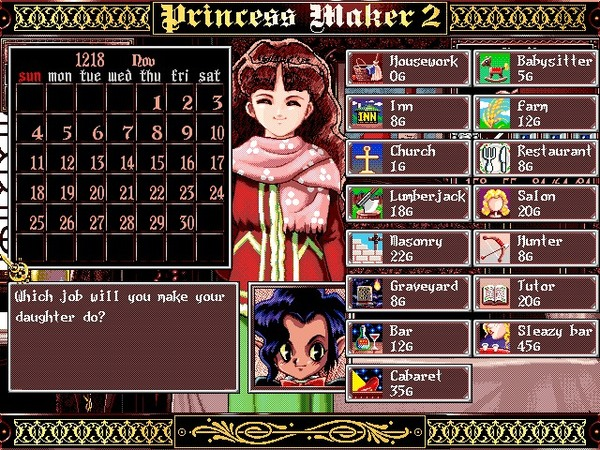 Princess Maker 2
1218 Nov
sun mon tue wed thu fri sat
1 2 3
4 5 6 7 8 9 10
11 12 13 14 15 16 17
18 19 20 21 22 23 24
25 26 27 28 29 30
Which job will you make your
daughter do?
Housework
0G
Babysitter
5G
INN
Inn
8G
Farm
12G
Church
1G
Restaurant
8G
Lumberjack
18G
Salon
20G
Masonry
22G
Hunter
8G
Graveyard
8G
Tutor
20G
Bar
12G
Sleazy bar
45G
Cabaret
35G